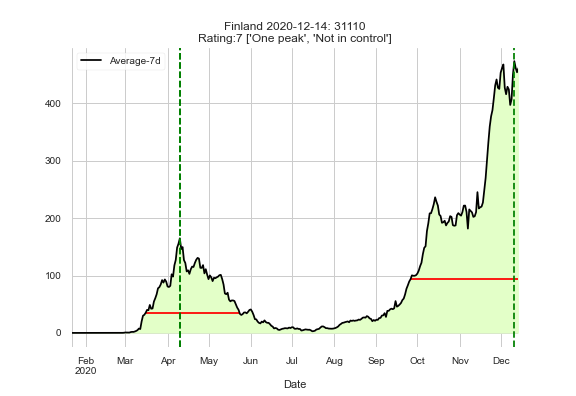 Finland 2020-12-14: 31110
Rating:7 ['One peak', 'Not in control']
Average-7d
400
300
200
100
0
Feb Mar Apr May Jun Jul Aug Sep Oct Nov Dec
2020
Date